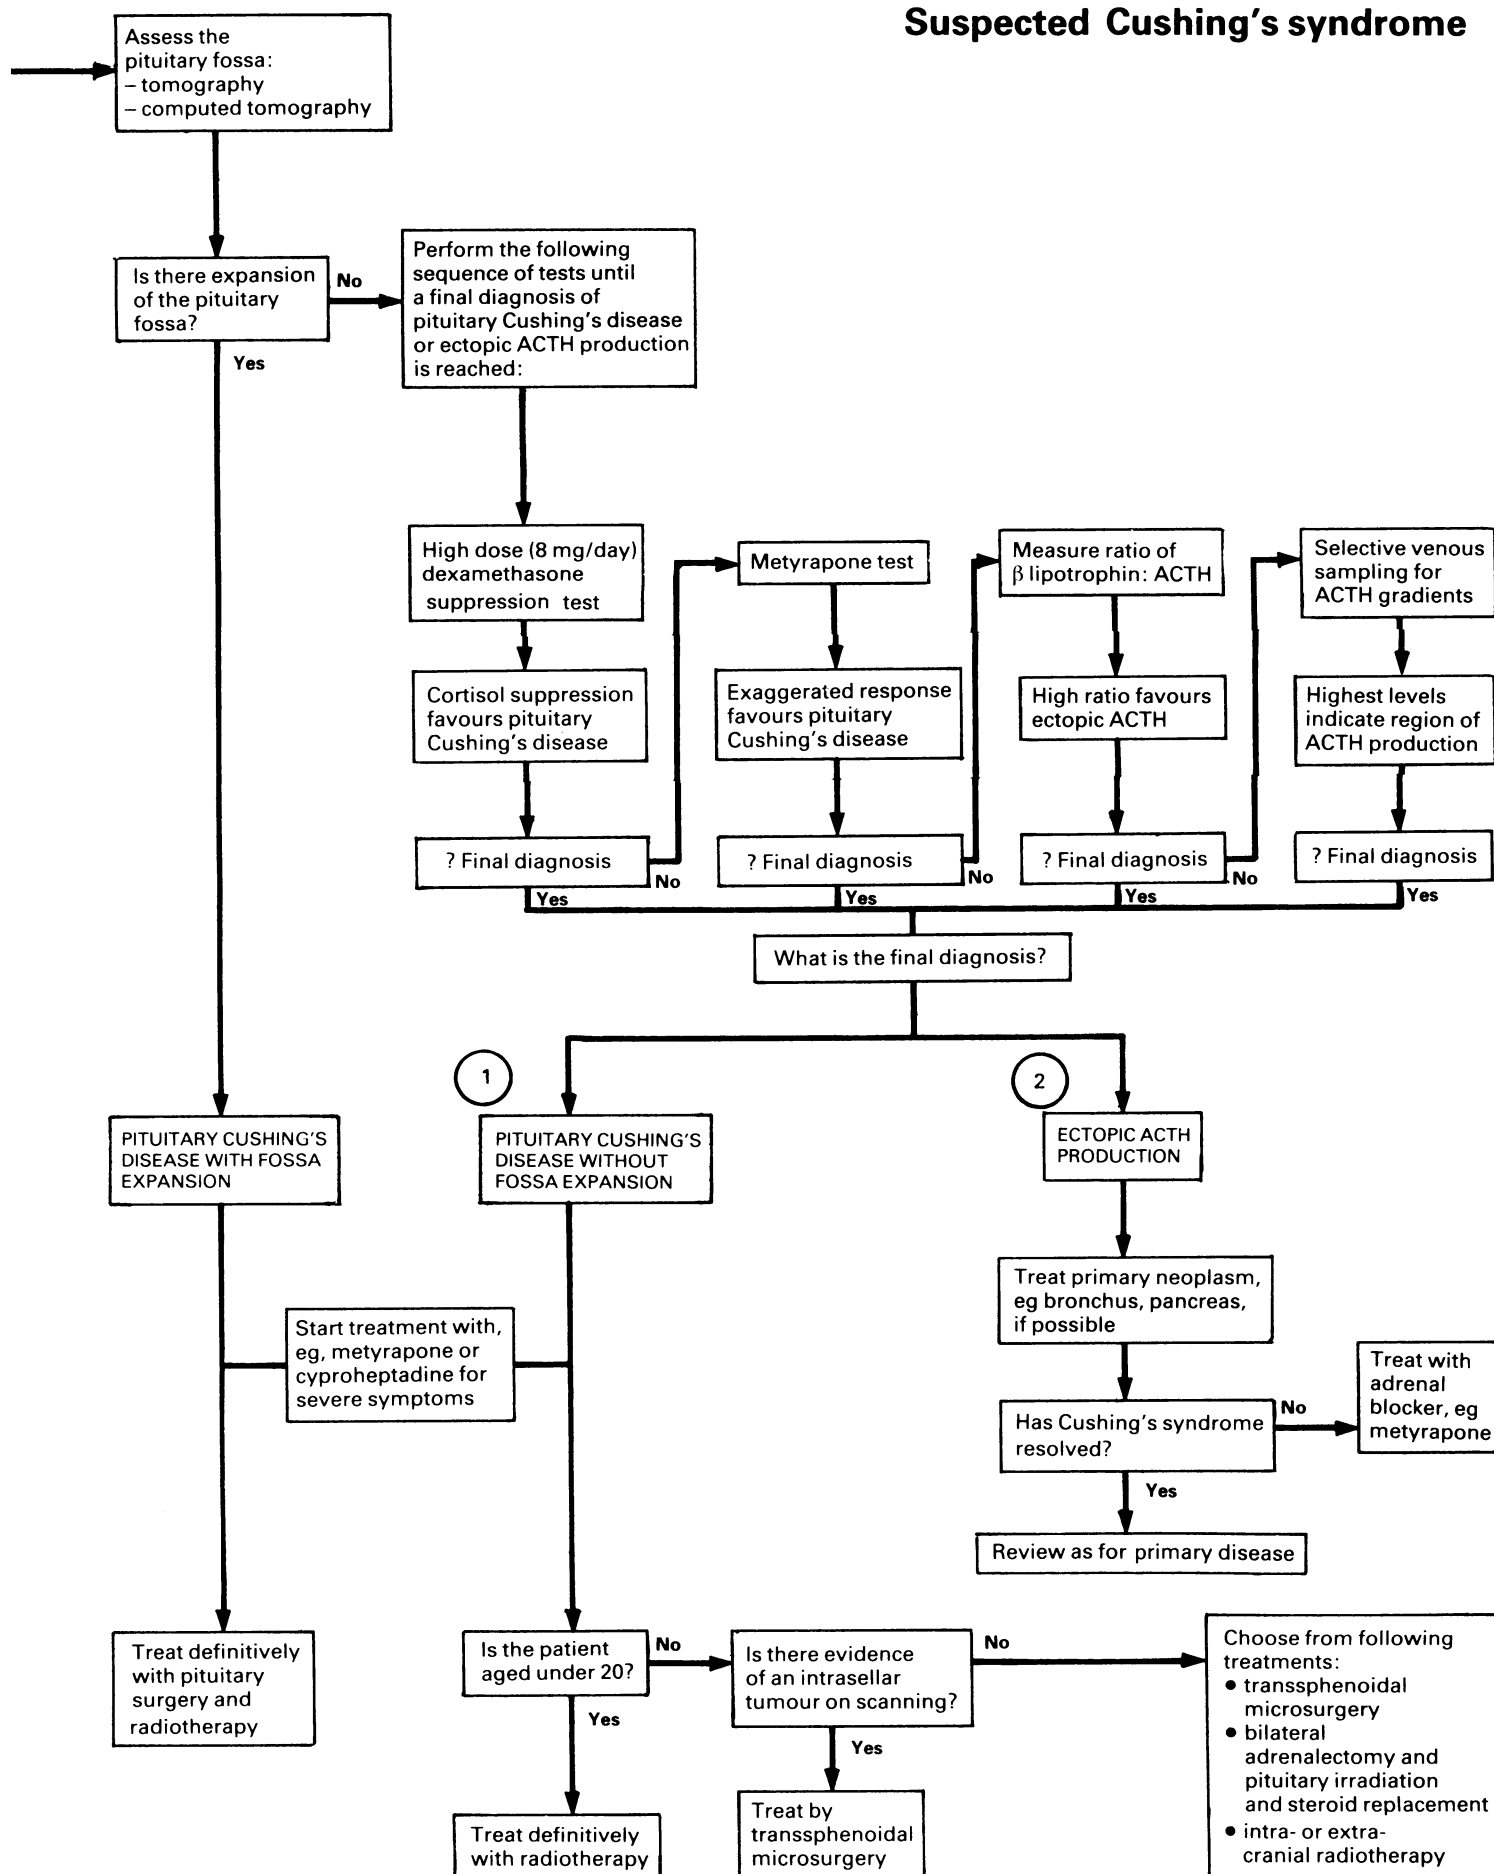 Suspected Cushing's syndrome
Assess the
pituitary fossa:
– tomography
– computed tomography
Is there expansion
of the pituitary
fossa?
No
Yes
Perform the following
sequence of tests until
a final diagnosis of
pituitary Cushing's disease
or ectopic ACTH production
is reached:
High dose (8 mg/day)
dexamethasone
suppression test
Cortisol suppression
favours pituitary
Cushing's disease
? Final diagnosis
No
Yes
Metyrapone test
Exaggerated response
favours pituitary
Cushing's disease
? Final diagnosis
No
Yes
Measure ratio of
β lipotrophin: ACTH
High ratio favours
ectopic ACTH
? Final diagnosis
No
Yes
Selective venous
sampling for
ACTH gradients
Highest levels
indicate region of
ACTH production
? Final diagnosis
Yes
What is the final diagnosis?
1
2
PITUITARY CUSHING'S
DISEASE WITH FOSSA
EXPANSION
PITUITARY CUSHING'S
DISEASE WITHOUT
FOSSA EXPANSION
ECTOPIC ACTH
PRODUCTION
Start treatment with,
eg, metyrapone or
cyproheptadine for
severe symptoms
Treat primary neoplasm,
eg bronchus, pancreas,
if possible
Has Cushing's syndrome
resolved?
No
Yes
Treat with
adrenal
blocker, eg
metyrapone
Review as for primary disease
Treat definitively
with pituitary
surgery and
radiotherapy
Is the patient
aged under 20?
No
Yes
Treat definitively
with radiotherapy
Is there evidence
of an intrasellar
tumour on scanning?
No
Yes
Treat by
transsphenoidal
microsurgery
Choose from following
treatments:
● transsphenoidal
microsurgery
● bilateral
adrenalectomy and
pituitary irradiation
and steroid replacement
● intra- or extra-
cranial radiotherapy